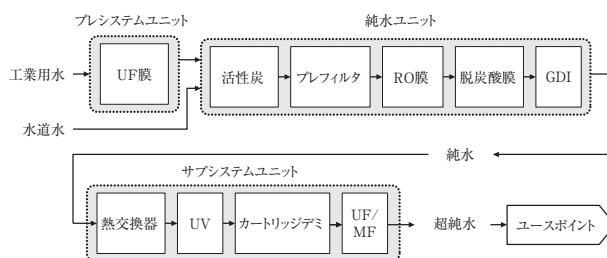 プレシステムユニット
純水ユニット
工業用水
UF膜
活性炭
プレフィルタ
RO膜
脱炭酸膜
GDI
水道水
純水
サブシステムユニット
熱交換器
UV
カートリッジデミ
UF/
MF
超純水
ユースポイント